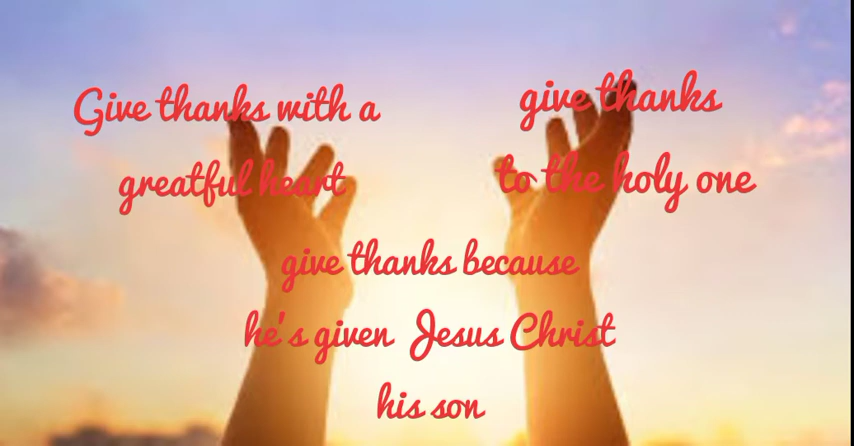 Give thanks with a
greatful heart
give thanks
to the holy one
give thanks because
he's given Jesus Christ
his son